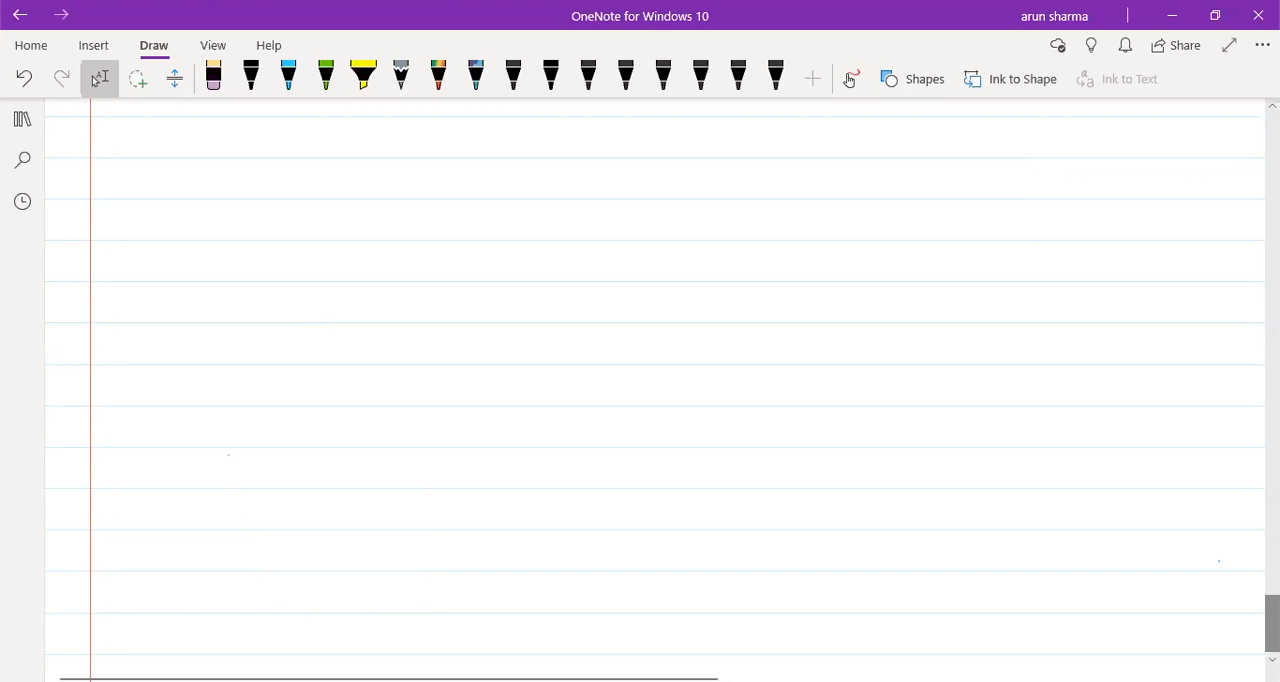 OneNote for Windows 10
arun sharma
Home Insert Draw View Help
Share
Shapes
Ink to Shape
Ink to Text